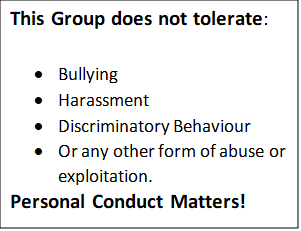 This Group does not tolerate:
• Bullying
• Harassment
• Discriminatory Behaviour
• Or any other form of abuse or
exploitation.
Personal Conduct Matters!